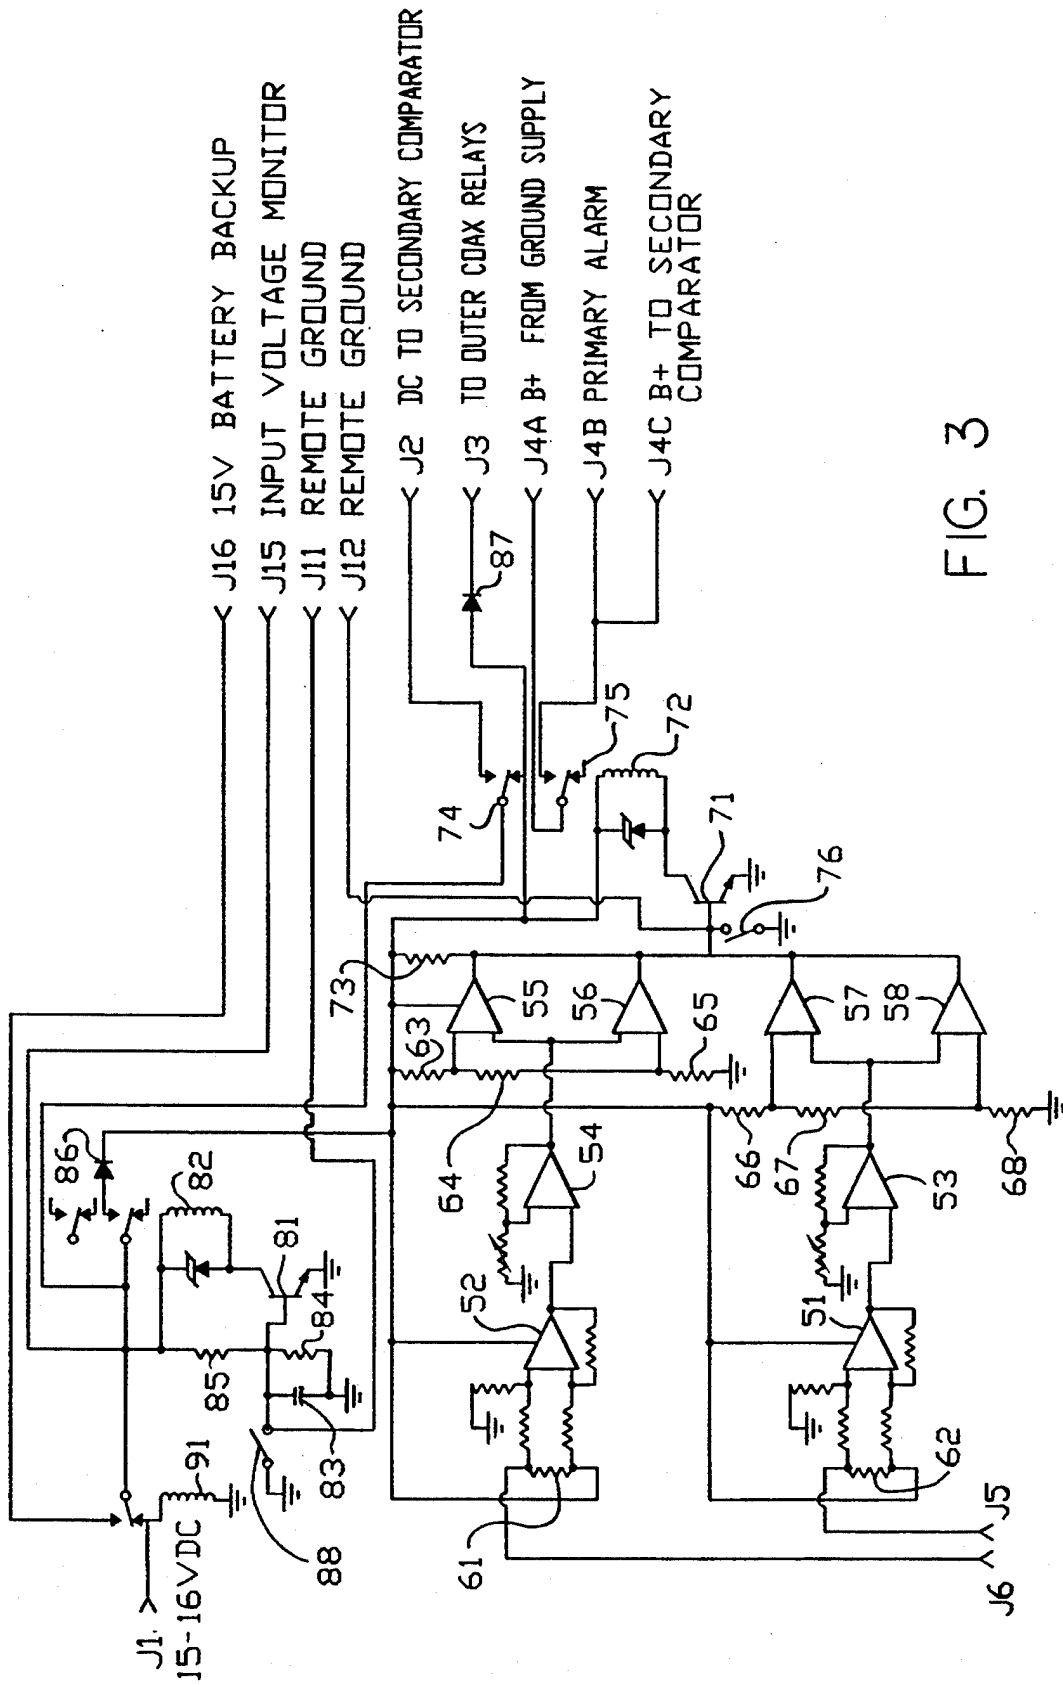 J16 15V BATTERY BACKUP
J15 INPUT VOLTAGE MONITOR
J11 REMOTE GROUND
J12 REMOTE GROUND
J2 DC TO SECONDARY COMPARATOR
J3 TO OUTER COAX RELAYS
J4A B+ FROM GROUND SUPPLY
J4B PRIMARY ALARM
J4C B+ TO SECONDARY
COMPARATOR
87
75
72
74
71
76
73
63
55
56
65
57
58
86
82
81
84
85
83
91
88
J1
15-16VDC
64
54
52
61
66
67
68
53
51
62
J5
J6
FIG. 3